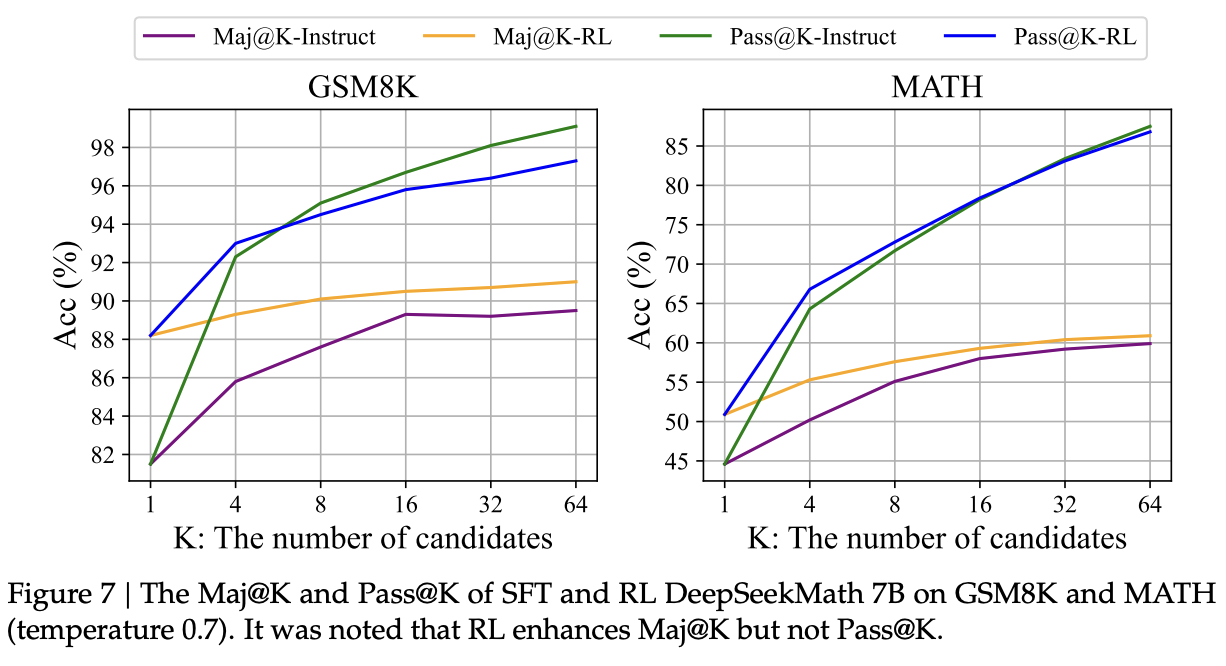 Maj@K-Instruct Maj@K-RL Pass@K-Instruct Pass@K-RL
GSM8K
Acc (%)
98
96
94
92
90
88
86
84
82
1 4 8 16 32 64
K: The number of candidates
MATH
Acc (%)
85
80
75
70
65
60
55
50
45
1 4 8 16 32 64
K: The number of candidates
Figure 7 | The Maj@K and Pass@K of SFT and RL DeepSeekMath 7B on GSM8K and MATH
(temperature 0.7). It was noted that RL enhances Maj@K but not Pass@K.